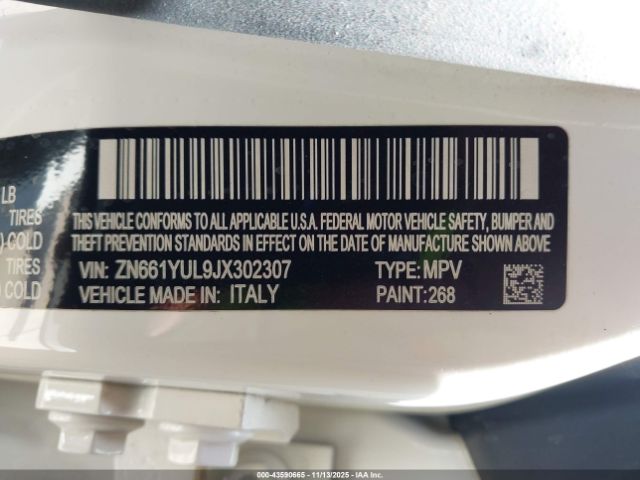 LB
TIRES
) COLD
TIRES
) COLD
THIS VEHICLE CONFORMS TO ALL APPLICABLE U.S.A. FEDERAL MOTOR VEHICLE SAFETY, BUMPER AND
THEFT PREVENTION STANDARDS IN EFFECT ON THE DATE OF MANUFACTURE SHOWN ABOVE
VIN: ZN661YUL9JX302307 TYPE: MPV
VEHICLE MADE IN: ITALY PAINT:268
000-43590665 - 11/13/2025 - IAAI.COM